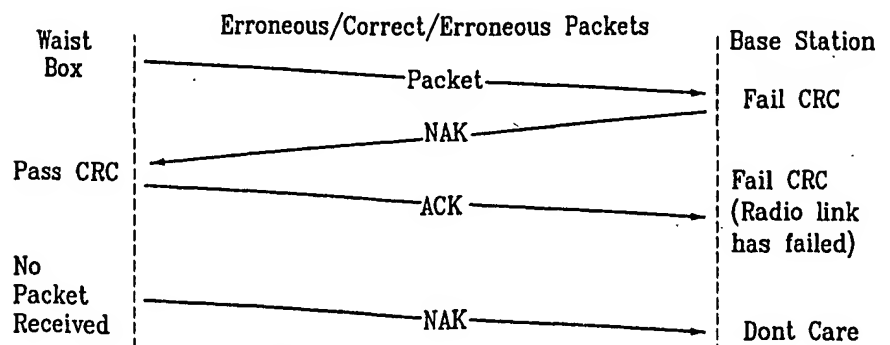 Erroneous/Correct/Erroneous Packets
Waist
Box
Base Station
Packet
Fail CRC
NAK
Pass CRC
ACK
Fail CRC
(Radio link
has failed)
No
Packet
Received
NAK
Dont Care